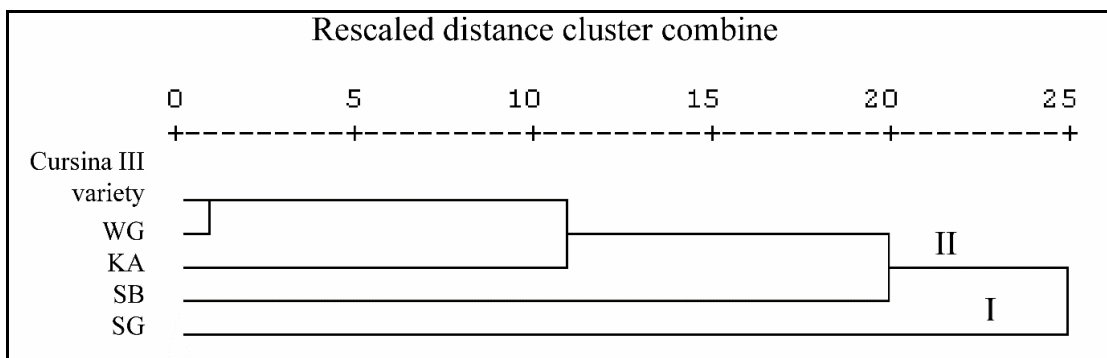 Rescaled distance cluster combine
0 5 10 15 20 25
+---------+---------+---------+---------+---------+
Cursina III
variety
WG
II
KA
SB
I
SG